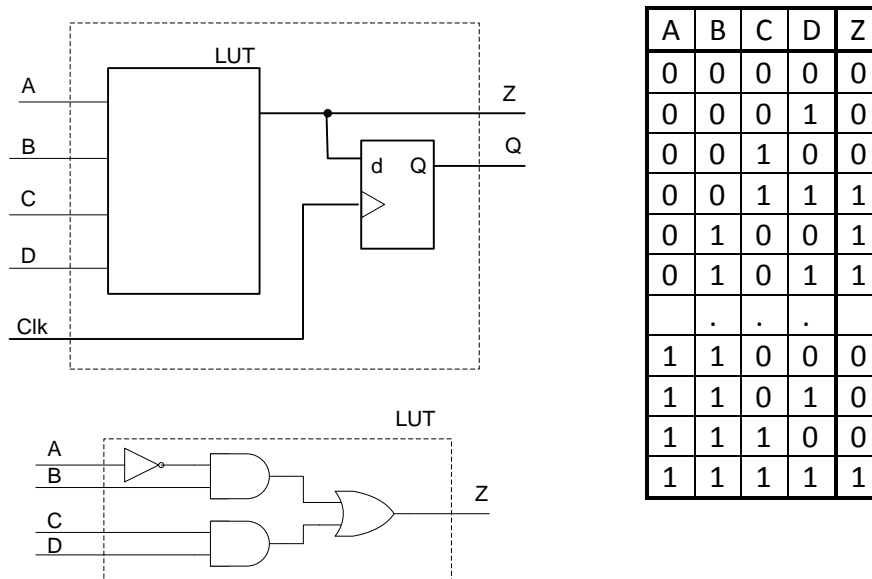 LUT
A
B
C
D
Clk
Z
Q
d Q
LUT
A
B
C
D
Z
A B C D Z
0 0 0 0 0
0 0 0 1 0
0 0 1 0 0
0 0 1 1 1
0 1 0 0 1
0 1 0 1 1
. . .
1 1 0 0 0
1 1 0 1 0
1 1 1 0 0
1 1 1 1 1